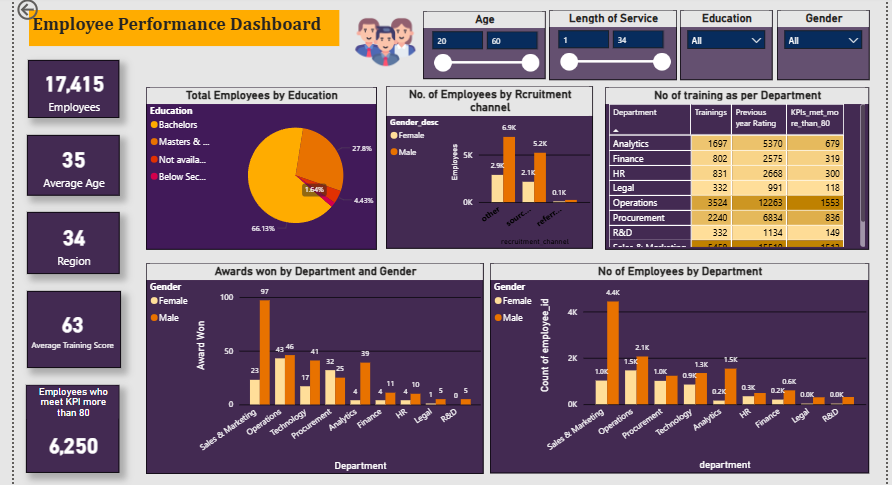 Employee Performance Dashboard
Age
20
60
Length of Service
1
34
Education
All
Gender
All
17,415
Employees
35
Average Age
34
Region
63
Average Training Score
Employees who
meet KPI more
than 80
6,250
Total Employees by Education
Education
Bachelors
Masters & ...
Not availa...
Below Sec...
27.8%
4.43%
1.64%
66.13%
No. of Employees by Rcruitment
channel
Gender_desc
Female
Male
Employees
5K
0K
2.9K
6.9K
2.1K
5.2K
0.1K
other
sourc...
referr...
recruitment_channel
No of training as per Department
Department Trainings Previous year Rating KPIs_met_mo re_than_80
Analytics 1697 5370 679
Finance 802 2575 319
HR 831 2668 300
Legal 332 991 118
Operations 3524 12263 1553
Procurement 2240 6834 836
R&D 332 1134 149
Sales & Marketing 5458 15519 1513
Awards won by Department and Gender
Gender
Female
Male
Award Won
100
50
0
23 97
43 46
17 41
32 25
4 39
4 11
4 10
1 5
0 5
Sales & Marketing
Operations
Technology
Procurement
Analytics
Finance
HR
Legal
R&D
Department
No of Employees by Department
Gender
Female
Male
Count of employee_id
4K
2K
0K
1.0K 4.4K
1.5K 2.1K
1.0K
0.9K 1.3K
0.2K 1.5K
0.3K
0.2K 0.6K
0.0K
0.0K
Sales & Marketing
Operations
Procurement
Technology
Analytics
HR
Finance
Legal
R&D
department